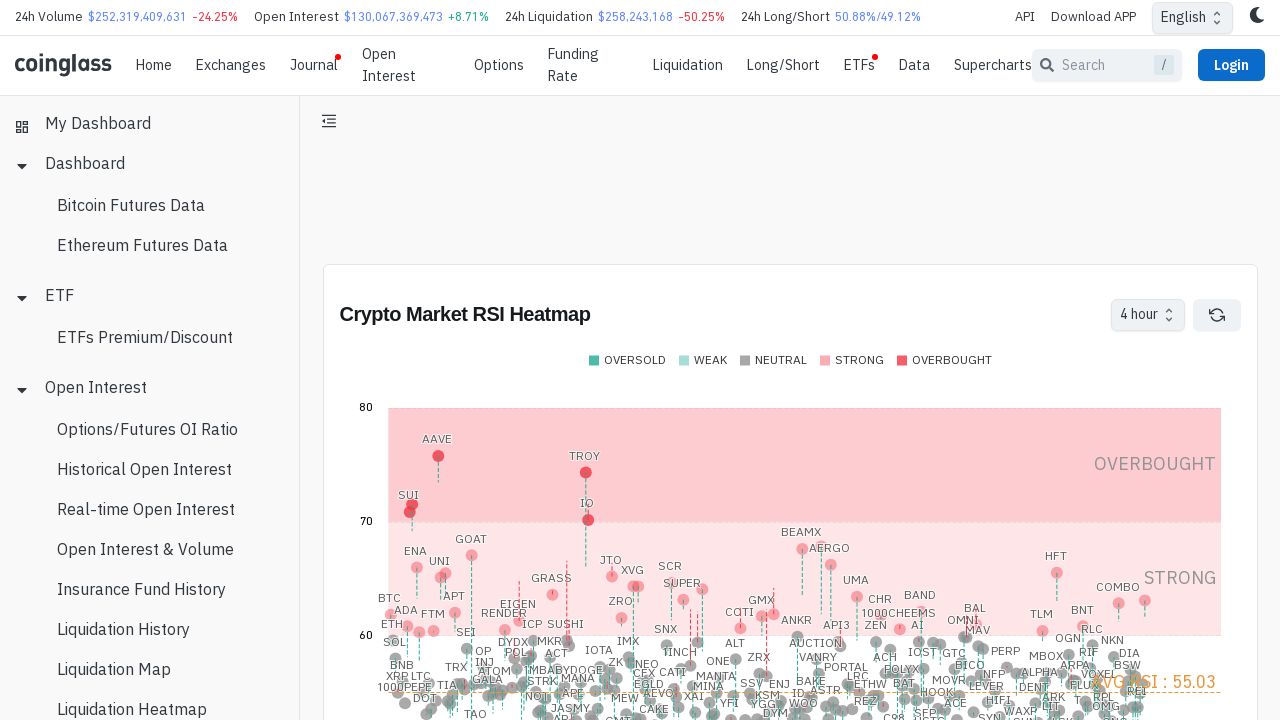 24h Volume $252,319,409,631 -24.25% Open Interest $130,067,369,473 +8.71% 24h Liquidation $258,243,168 -50.25% 24h Long/Short 50.88%/49.12% API Download APP English
coinglass Home Exchanges Journal Open Interest Options Funding Rate Liquidation Long/Short ETFs Data Supercharts Search / Login
My Dashboard
Dashboard
Bitcoin Futures Data
Ethereum Futures Data
ETF
ETFs Premium/Discount
Open Interest
Options/Futures OI Ratio
Historical Open Interest
Real-time Open Interest
Open Interest & Volume
Insurance Fund History
Liquidation History
Liquidation Map
Liquidation Heatmap
Crypto Market RSI Heatmap
4 hour
OVERSOLD WEAK NEUTRAL STRONG OVERBOUGHT
80
AAVE
TROY
OVERBOUGHT
SUI
IO
70
BEAMX
GOAT
AERGO
ENA
UNI
JTO
XVG
SCR
HFT
GRASS
SUPER
UMA
STRONG
COMBO
BTC
APT
ZRO
GMX
CHR
BAND
ADA
FTM
EIGEN
RENDER
COTI
1000CHEEMS
BAL
TLM
BNT
ETH
ICP
SUSHI
SNX
ANKR
API3
ZEN
AI
OMNI
MAV
RLC
60
SOL
SEI
DYDX
MKR
IMX
ALT
AUCTION
OGN
NKN
OP
POL
ACT
IOTA
1INCH
ZRX
VANRY
ACH
IOST
GTC
PERP
MBOX
RIF
DIA
BNB
TRX
INJ
ZK
NEO
ONE
PORTAL
POLYX
BICO
ARPA
BSW
XRP
LTC
ATOM
1MBABYDOGE
CFX
CATI
MANTA
LRC
NFP
ALPHA
VOXEL
1000PEPE
TIA
GALA
STRK
MANA
EGLD
MINA
SSV
ENJ
BAKE
ETHW
BAT
MOVR
LEVER
DENT
FLUX
AVG RSI : 55.03
DOT
NOT
APE
AEVO
XAI
YFI
KSM
ID
ASTR
REZ
HOOK
ACE
HIFI
ARK
REI
TAO
JASMY
MEW
CAKE
YGG
WOO
OMG
DYM
C98
SYN
WAXP